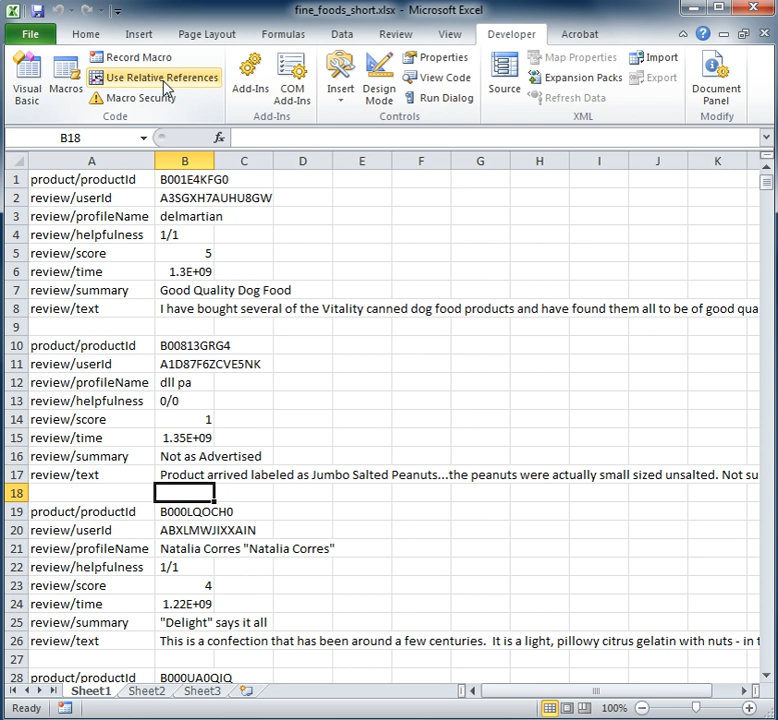 fine_foods_short.xlsx - Microsoft Excel
File Home Insert Page Layout Formulas Data Review View Developer Acrobat
Visual Basic
Macros
Record Macro
Use Relative References
Macro Security
Code
Add-Ins
COM Add-Ins
Add-Ins
Insert
Design Mode
Properties
View Code
Run Dialog
Controls
Source
Map Properties
Expansion Packs
Refresh Data
Import
Export
XML
Document Panel
Modify
B18 fx
A B C D E F G H I J K
1 product/productId B001E4KFG0
2 review/userId A3SGXH7AUHU8GW
3 review/profileName delmartian
4 review/helpfulness 1/1
5 review/score 5
6 review/time 1.3E+09
7 review/summary Good Quality Dog Food
8 review/text I have bought several of the Vitality canned dog food products and have found them all to be of good qua
9
10 product/productId B00813GRG4
11 review/userId A1D87F6ZCVE5NK
12 review/profileName dll pa
13 review/helpfulness 0/0
14 review/score 1
15 review/time 1.35E+09
16 review/summary Not as Advertised
17 review/text Product arrived labeled as Jumbo Salted Peanuts...the peanuts were actually small sized unsalted. Not su
18
19 product/productId B000LQOCH0
20 review/userId ABXLMWJIXXAIN
21 review/profileName Natalia Corres "Natalia Corres"
22 review/helpfulness 1/1
23 review/score 4
24 review/time 1.22E+09
25 review/summary "Delight" says it all
26 review/text This is a confection that has been around a few centuries. It is a light, pillowy citrus gelatin with nuts - in t
27
28 product/productId B000UA0QIQ
Sheet1 Sheet2 Sheet3
Ready 100%